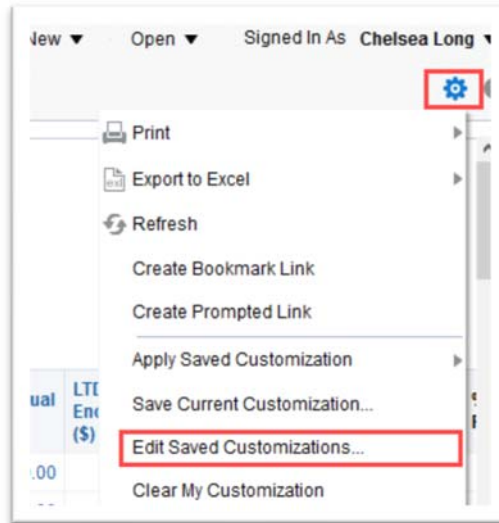 New ▼ Open ▼ Signed In As Chelsea Long
Print
Export to Excel
Refresh
Create Bookmark Link
Create Prompted Link
Apply Saved Customization
ual LTD
Save Current Customization...
($)
Edit Saved Customizations...
.00
Clear My Customization